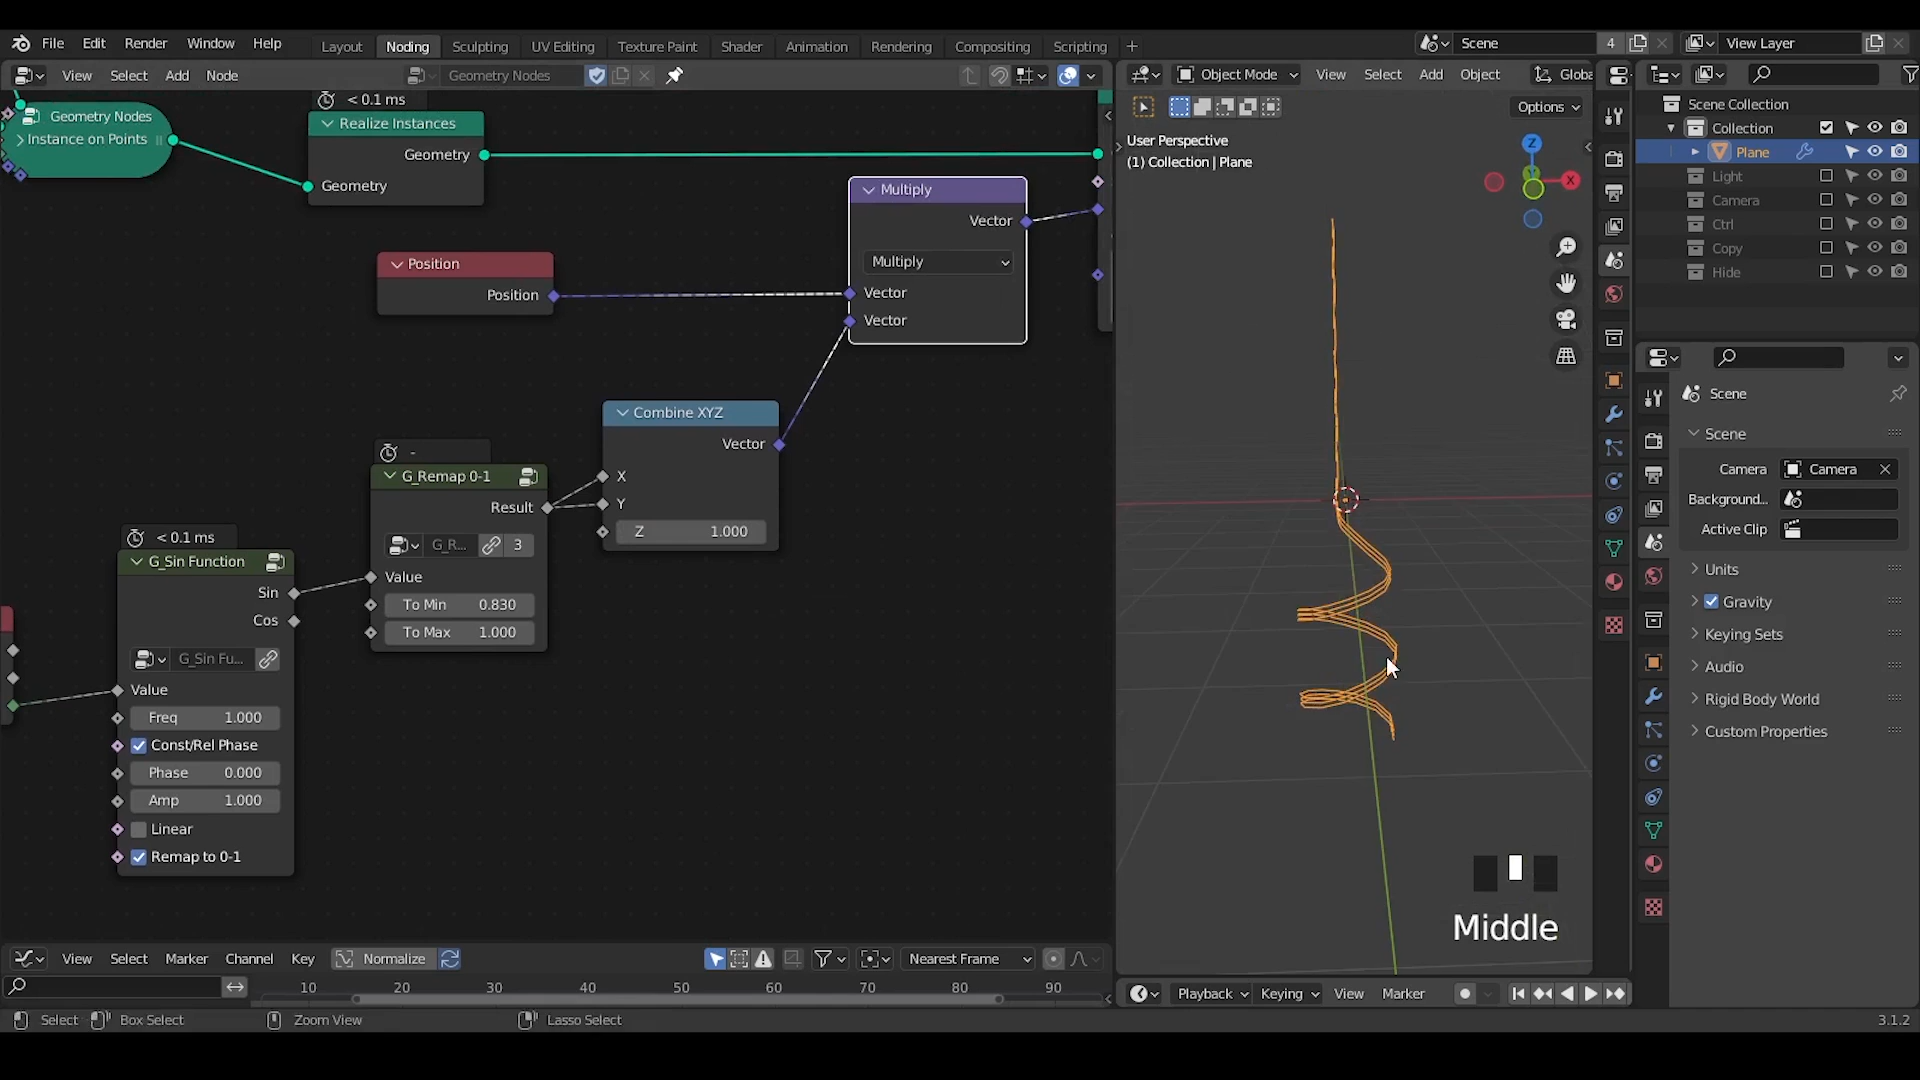 File Edit Render Window Help
Layout Noding Sculpting UV Editing Texture Paint Shader Animation Rendering Compositing Scripting +
Scene 4 View Layer
View Select Add Node
Geometry Nodes
Object Mode View Select Add Object Globa
Options
User Perspective
(1) Collection | Plane
Z
X
Geometry Nodes
Instance on Points
< 0.1 ms
Realize Instances
Geometry
Geometry
Multiply
Vector
Multiply
Vector
Vector
Position
Position
Combine XYZ
Vector
X
Y
Z 1.000
-
G_Remap 0-1
Result
G_R... 3
Value
To Min 0.830
To Max 1.000
< 0.1 ms
G_Sin Function
Sin
Cos
G_Sin Fu...
Value
Freq 1.000
Const/Rel Phase
Phase 0.000
Amp 1.000
Linear
Remap to 0-1
Middle
Scene Collection
Collection
Plane
Light
Camera
Ctrl
Copy
Hide
Scene
Scene
Camera Camera
Background...
Active Clip
Units
Gravity
Keying Sets
Audio
Rigid Body World
Custom Properties
View Select Marker Channel Key Normalize Nearest Frame
10 20 30 40 50 60 70 80 90
Playback Keying View Marker
Select Box Select Zoom View Lasso Select 3.1.2